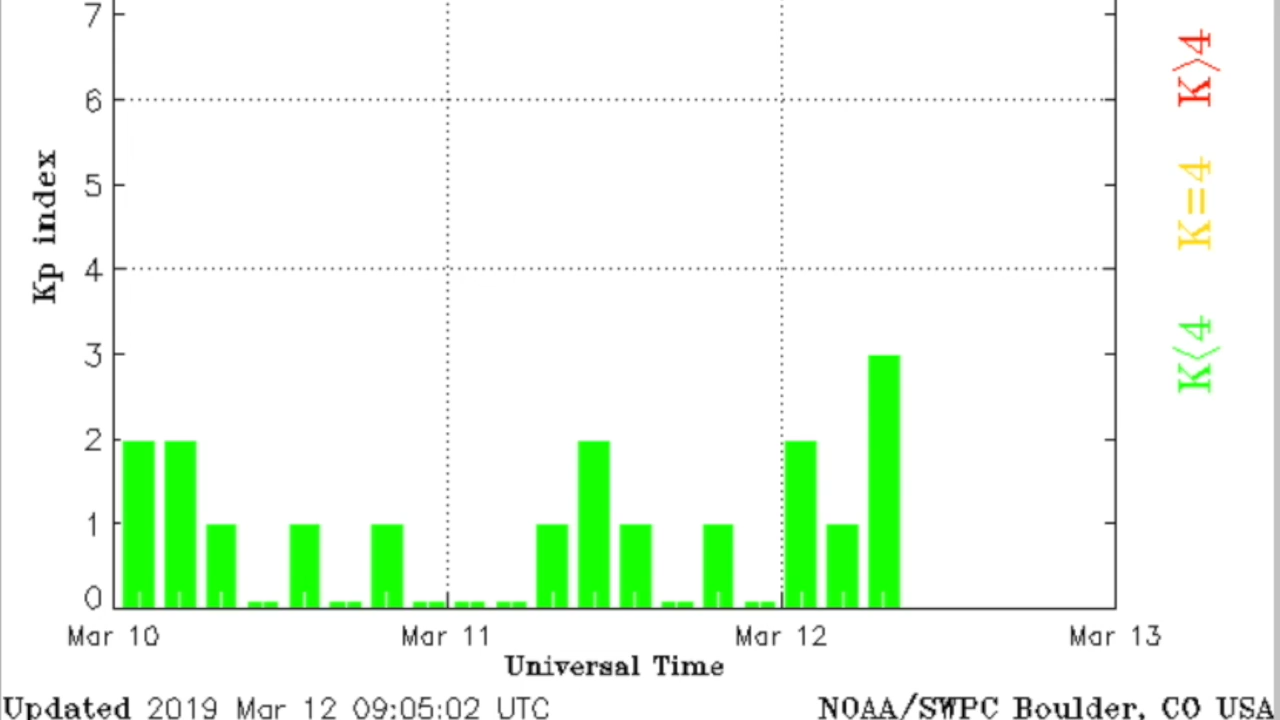 7
6
5
4
3
2
1
0
Kp index
K<4 K=4 K>4
Mar 10 Mar 11 Mar 12 Mar 13
Universal Time
Updated 2019 Mar 12 09:05:02 UTC NOAA/SWPC Boulder, CO USA